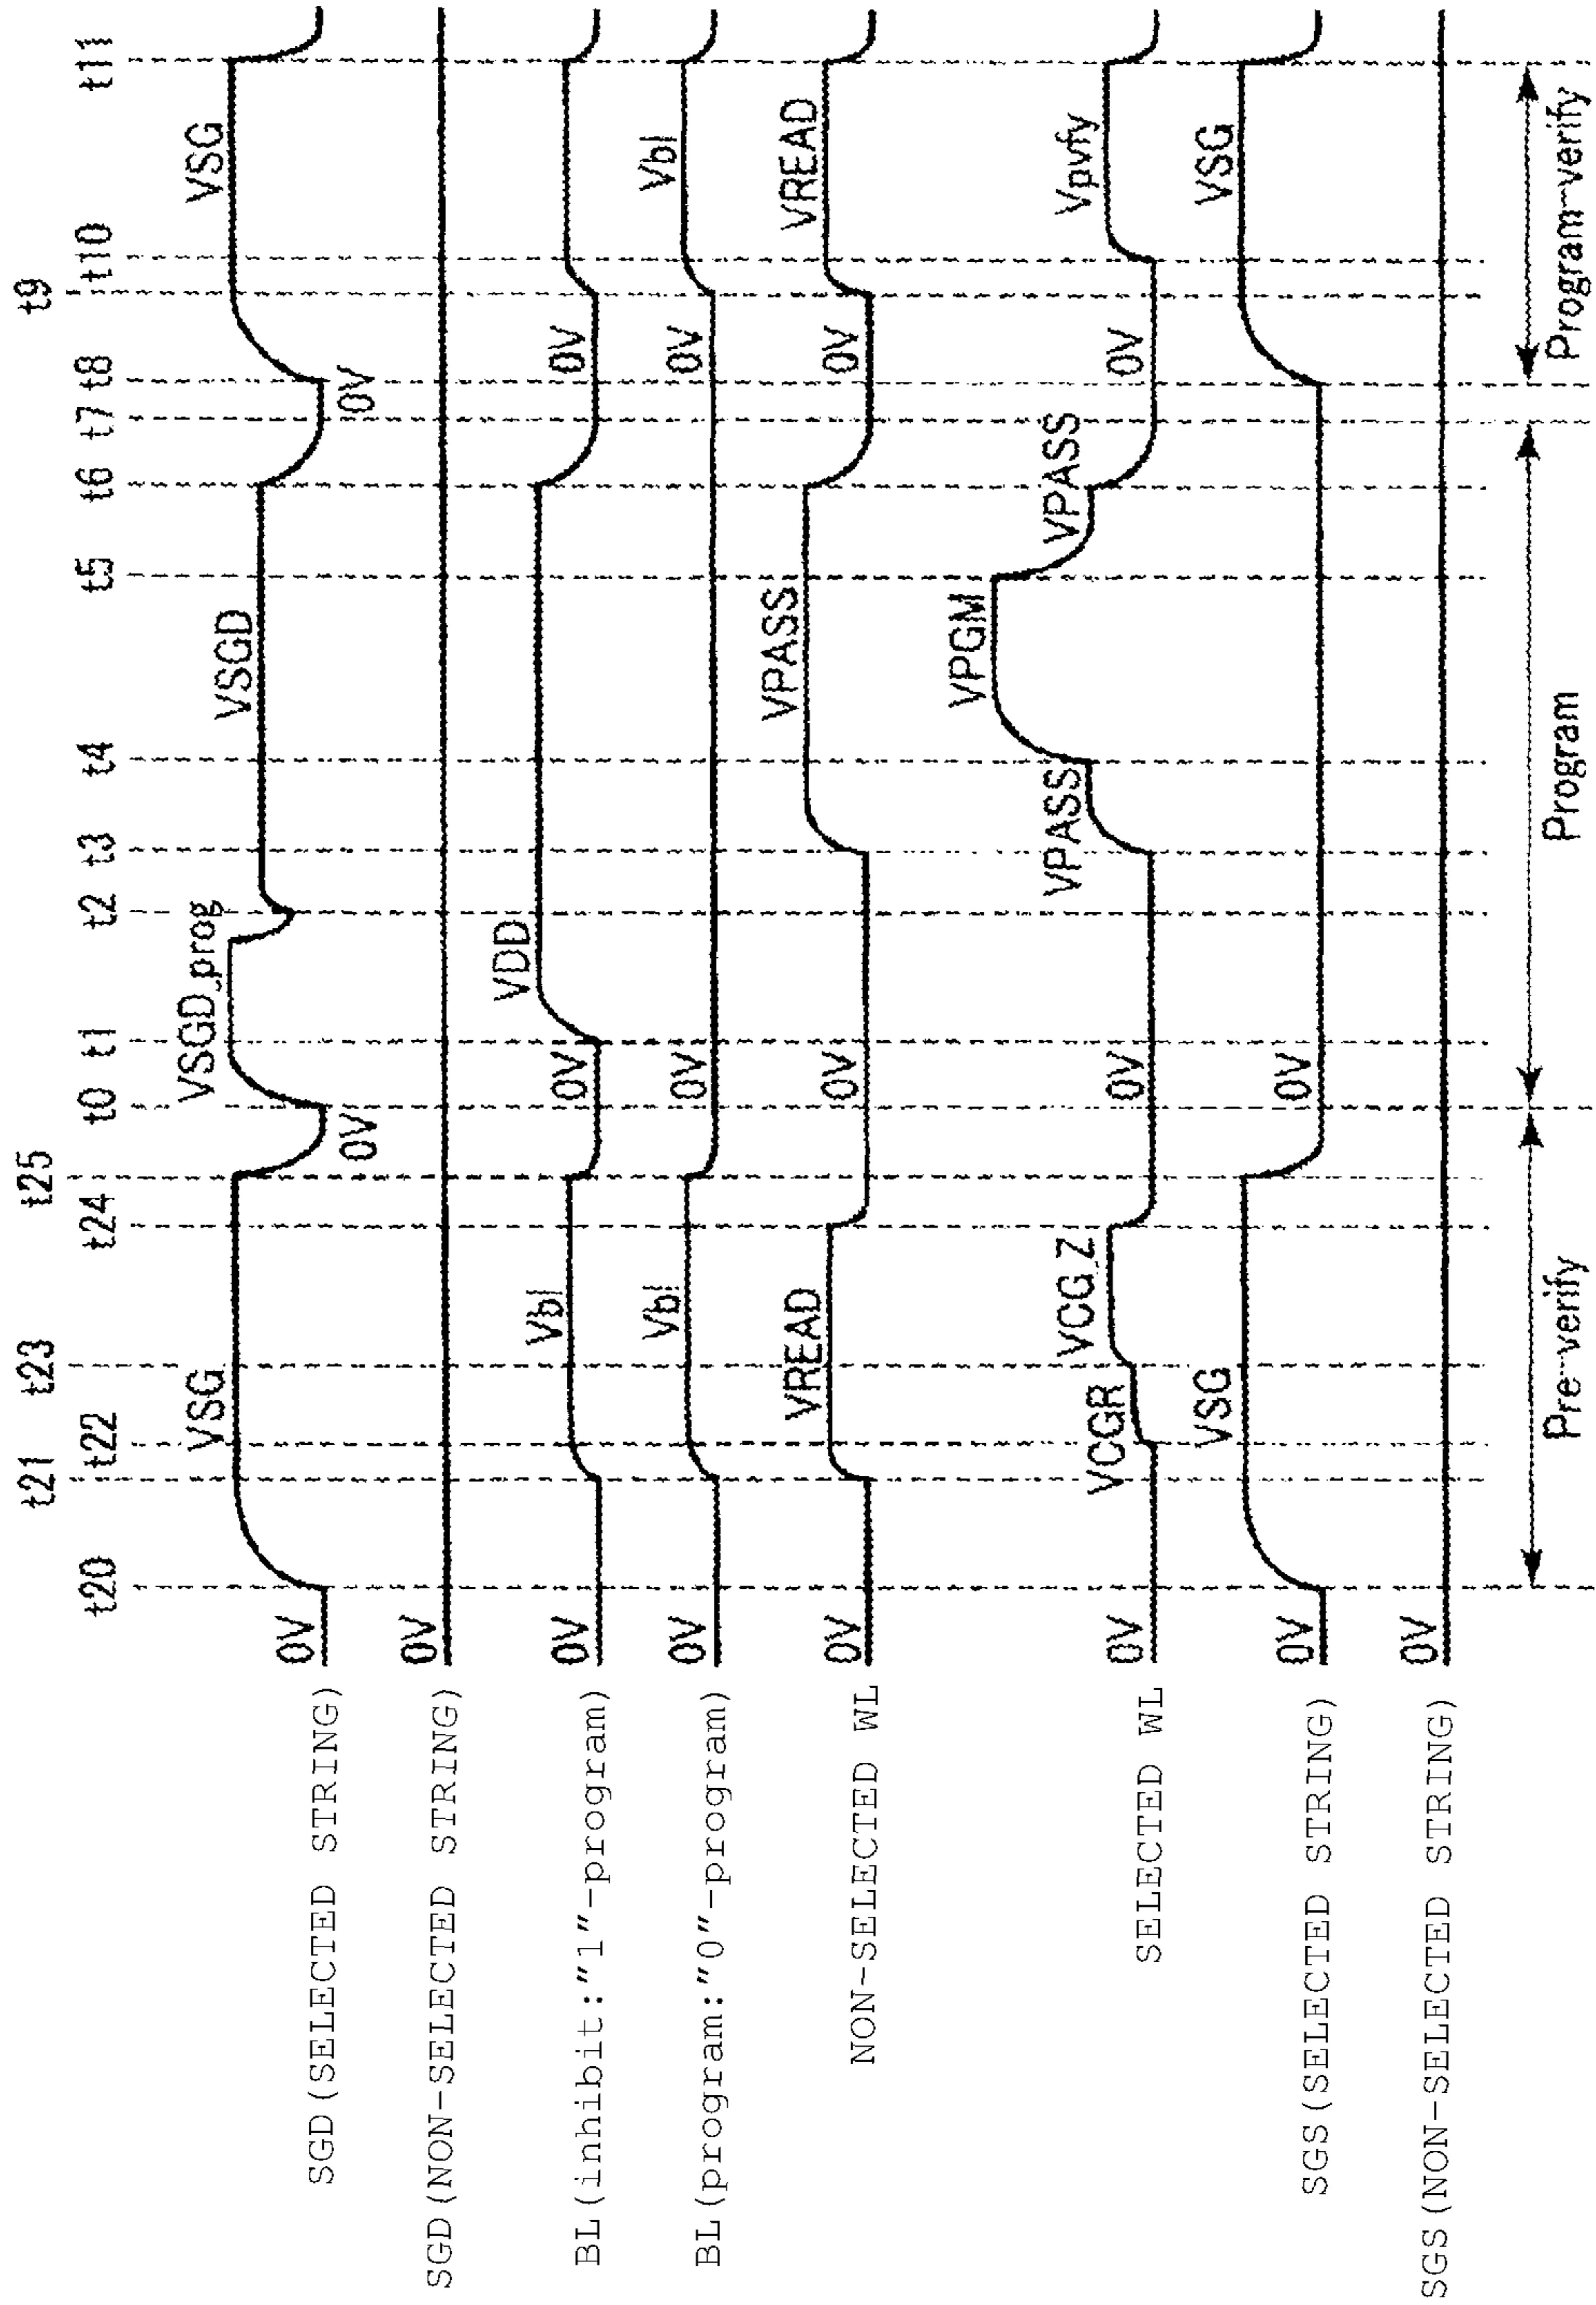 t20 t21 t22 t23 t24 t25 t0 t1 t2 t3 t4 t5 t6 t7 t8 t9 t10 t11
SGD(SELECTED STRING) 0V VSG 0V VSGD_prog VSGD 0V VSG
SGD(NON-SELECTED STRING) 0V
BL(inhibit:"1"-program) 0V Vbl 0V VDD 0V
BL(program:"0"-program) 0V Vbl 0V 0V Vbl
NON-SELECTED WL 0V VREAD 0V VPASS 0V VREAD
SELECTED WL 0V VCGR VCG_Z 0V VPASS VPGM VPASS 0V Vpvfy
SGS(SELECTED STRING) 0V VSG 0V VSG
SGS(NON-SELECTED STRING) 0V
Pre-verify Program Program-verify